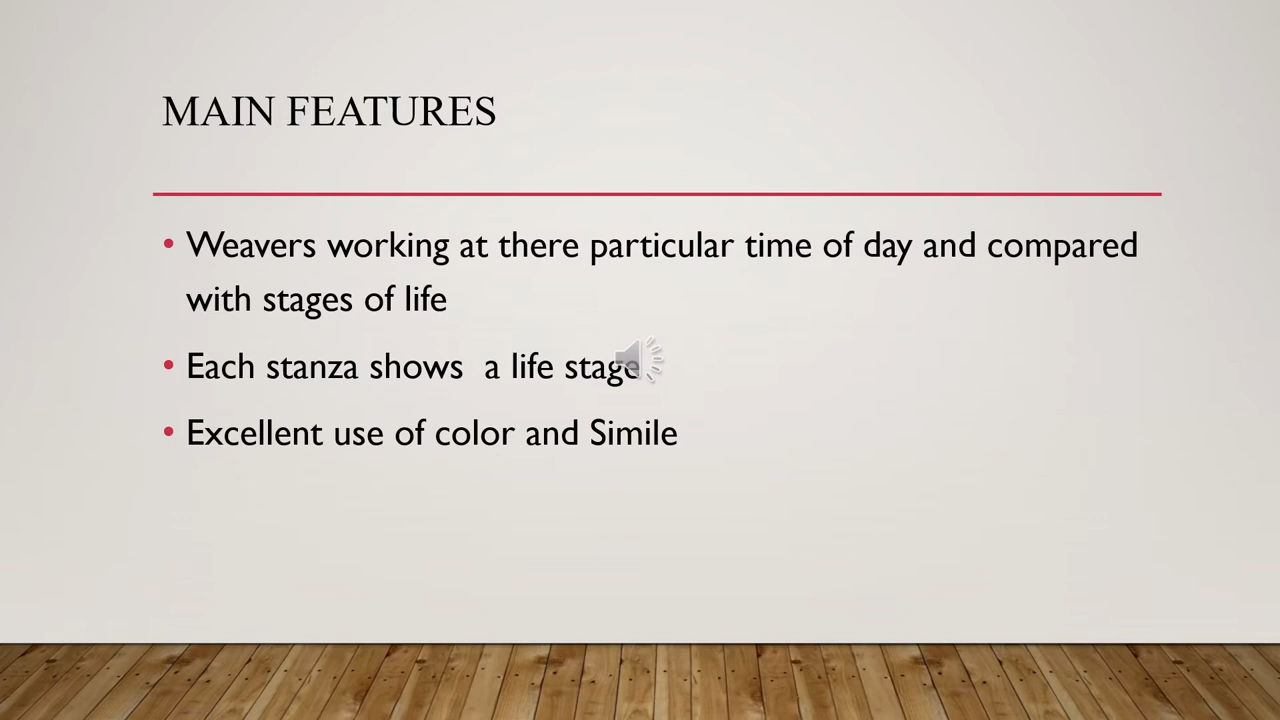 MAIN FEATURES
• Weavers working at there particular time of day and compared
with stages of life
• Each stanza shows  a life stage
• Excellent use of color and Simile